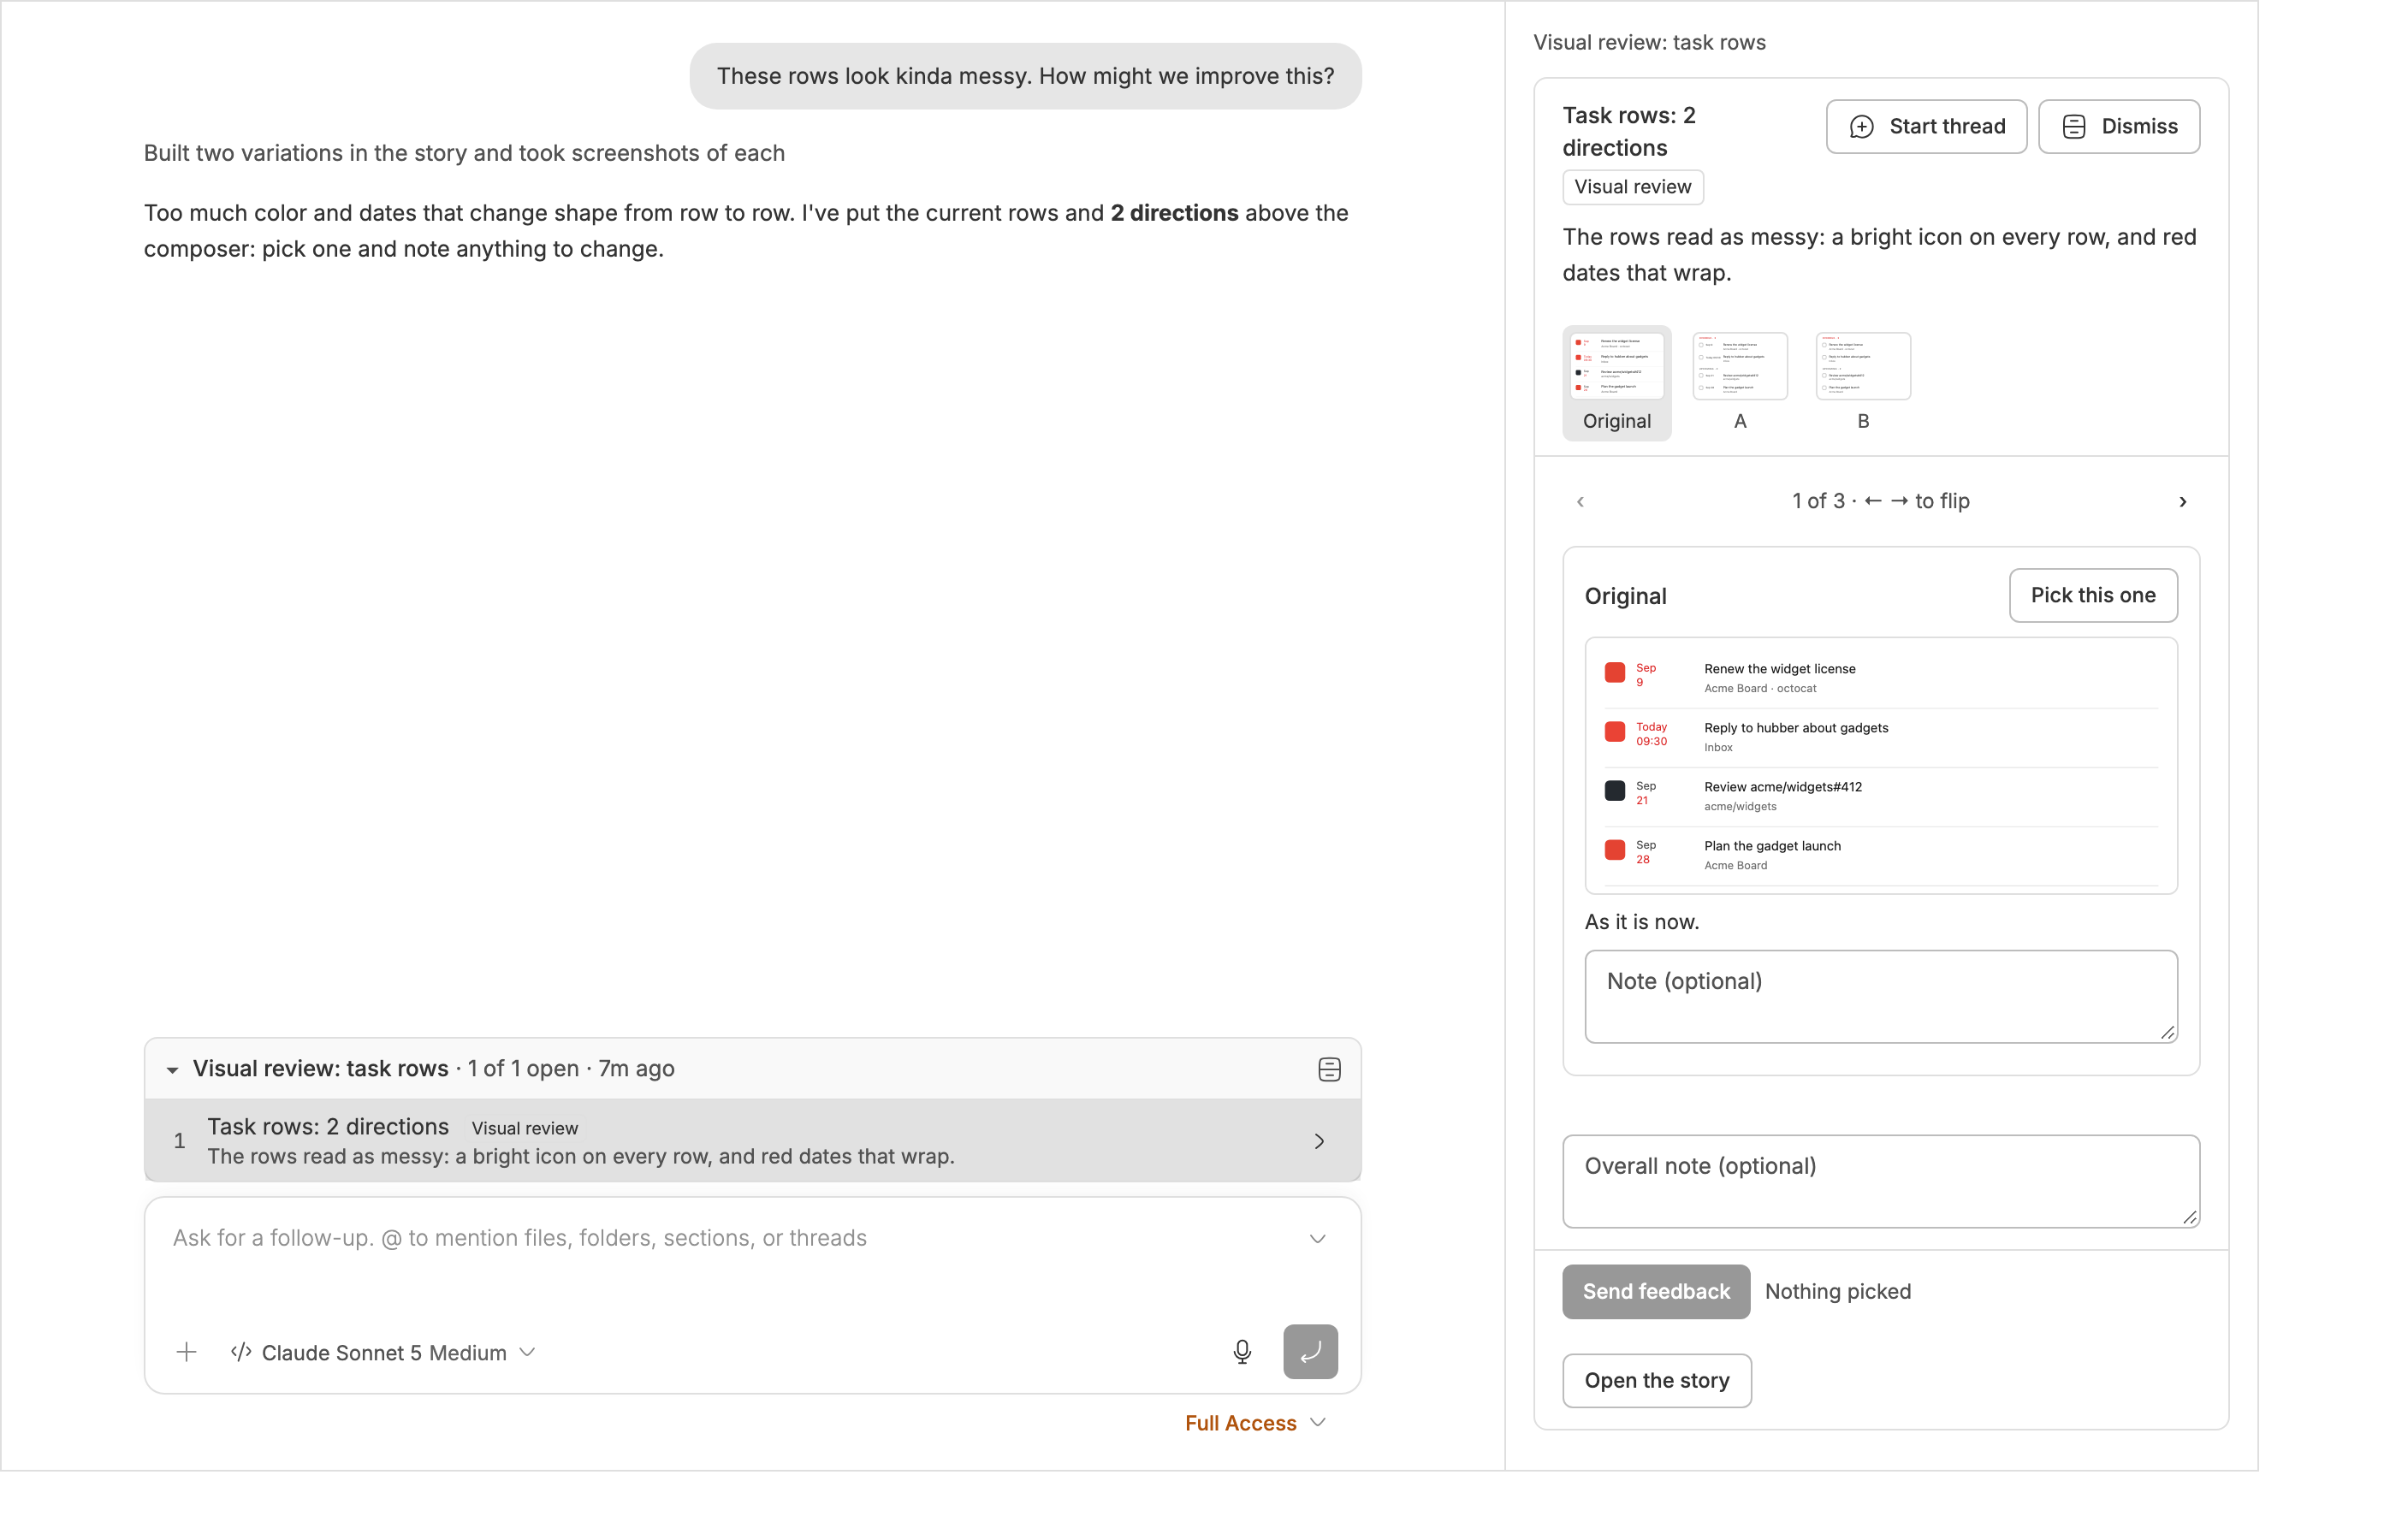 These rows look kinda messy. How might we improve this?
Built two variations in the story and took screenshots of each
Too much color and dates that change shape from row to row. I've put the current rows and 2 directions above the
composer: pick one and note anything to change.
Visual review: task rows · 1 of 1 open · 7m ago
1
Task rows: 2 directions
Visual review
The rows read as messy: a bright icon on every row, and red dates that wrap.
Ask for a follow-up. @ to mention files, folders, sections, or threads
Claude Sonnet 5 Medium
Full Access
Visual review: task rows
Task rows: 2
directions
Start thread
Dismiss
Visual review
The rows read as messy: a bright icon on every row, and red
dates that wrap.
Original
A
B
‹
1 of 3 · ← → to flip
›
Original
Pick this one
Sep
9
Renew the widget license
Acme Board · octocat
Today
09:30
Reply to hubber about gadgets
Inbox
Sep
21
Review acme/widgets#412
acme/widgets
Sep
28
Plan the gadget launch
Acme Board
As it is now.
Note (optional)
Overall note (optional)
Send feedback
Nothing picked
Open the story